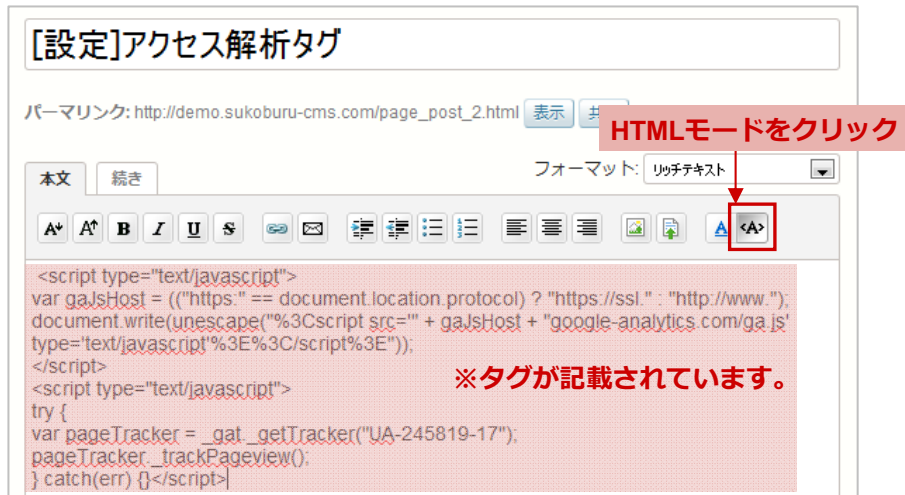 [設定]アクセス解析タグ
パーマリンク: http://demo.sukoburu-cms.com/page_post_2.html 表示
HTMLモードをクリック
本文 続き フォーマット: リッチテキスト
A A B I U S A <A>
<script type="text/javascript">
var gaJsHost = (("https:" == document.location.protocol) ? "https://ssl." : "http://www.");
document.write(unescape("%3Cscript src='" + gaJsHost + "google-analytics.com/ga.js'
type='text/javascript'%3E%3C/script%3E"));
</script>
<script type="text/javascript">
※タグが記載されています。
try {
var pageTracker = _gat._getTracker("UA-245819-17");
pageTracker._trackPageview();
} catch(err) {}</script>